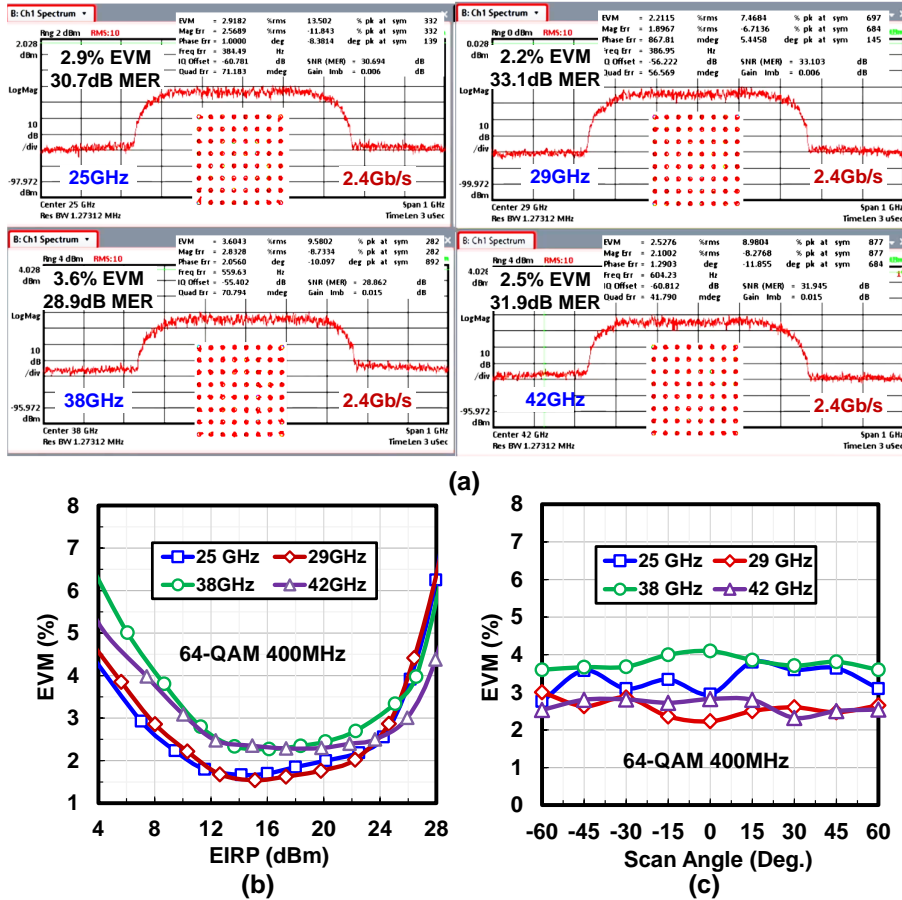 B: Ch1 Spectrum
Rng 2 dBm RMS:10
2.028
dBm
LogMag
10
dB
/div
-97.972
dBm
2.9% EVM
30.7dB MER
EVM = 2.9182 %rms 13.502 % pk at sym 332
Mag Err = 2.5689 %rms -11.843 % pk at sym 332
Phase Err = 1.0000 deg -8.3814 deg pk at sym 139
Freq Err = 384.49 Hz
IQ Offset = -60.781 dB SNR (MER) = 30.694 dB
Quad Err = 71.183 mdeg Gain Imb = 0.006 dB
25GHz
2.4Gb/s
Center 25 GHz Span 1 GHz
Res BW 1.27312 MHz TimeLen 3 uSec
B: Ch1 Spectrum
Rng 0 dBm RMS:10
0.028
dBm
LogMag
10
dB
/div
-99.972
dBm
2.2% EVM
33.1dB MER
EVM = 2.2115 %rms 7.4684 % pk at sym 697
Mag Err = 1.8967 %rms -6.7136 % pk at sym 684
Phase Err = 867.81 mdeg 5.4458 deg pk at sym 145
Freq Err = 386.95 Hz
IQ Offset = -56.222 dB SNR (MER) = 33.103 dB
Quad Err = 56.569 mdeg Gain Imb = 0.006 dB
29GHz
2.4Gb/s
Center 29 GHz Span 1 GHz
Res BW 1.27312 MHz TimeLen 3 uSec
B: Ch1 Spectrum
Rng 4 dBm RMS:10
4.028
dBm
LogMag
10
dB
/div
-95.972
dBm
3.6% EVM
28.9dB MER
EVM = 3.6043 %rms 9.5802 % pk at sym 282
Mag Err = 2.8328 %rms -8.7334 % pk at sym 282
Phase Err = 2.0560 deg -10.097 deg pk at sym 892
Freq Err = 559.63 Hz
IQ Offset = -55.402 dB SNR (MER) = 28.862 dB
Quad Err = 70.794 mdeg Gain Imb = 0.015 dB
38GHz
2.4Gb/s
Center 38 GHz Span 1 GHz
Res BW 1.27312 MHz TimeLen 3 uSec
B: Ch1 Spectrum
Rng 4 dBm RMS:10
4.028
dBm
LogMag
10
dB
/div
-95.972
dBm
2.5% EVM
31.9dB MER
EVM = 2.5276 %rms 8.9804 % pk at sym 877
Mag Err = 2.1002 %rms -8.2768 % pk at sym 877
Phase Err = 1.2903 deg -11.855 deg pk at sym 684
Freq Err = 604.23 Hz
IQ Offset = -60.812 dB SNR (MER) = 31.945 dB
Quad Err = 41.790 mdeg Gain Imb = 0.015 dB
42GHz
2.4Gb/s
Center 42 GHz Span 1 GHz
Res BW 1.27312 MHz TimeLen 3 uSec
(a)
8
7
6
5
4
3
2
1
EVM (%)
25 GHz 29GHz
38GHz 42GHz
64-QAM 400MHz
4 8 12 16 20 24 28
EIRP (dBm)
(b)
8
7
6
5
4
3
2
1
0
EVM (%)
25 GHz 29 GHz
38 GHz 42 GHz
64-QAM 400MHz
-60 -45 -30 -15 0 15 30 45 60
Scan Angle (Deg.)
(c)